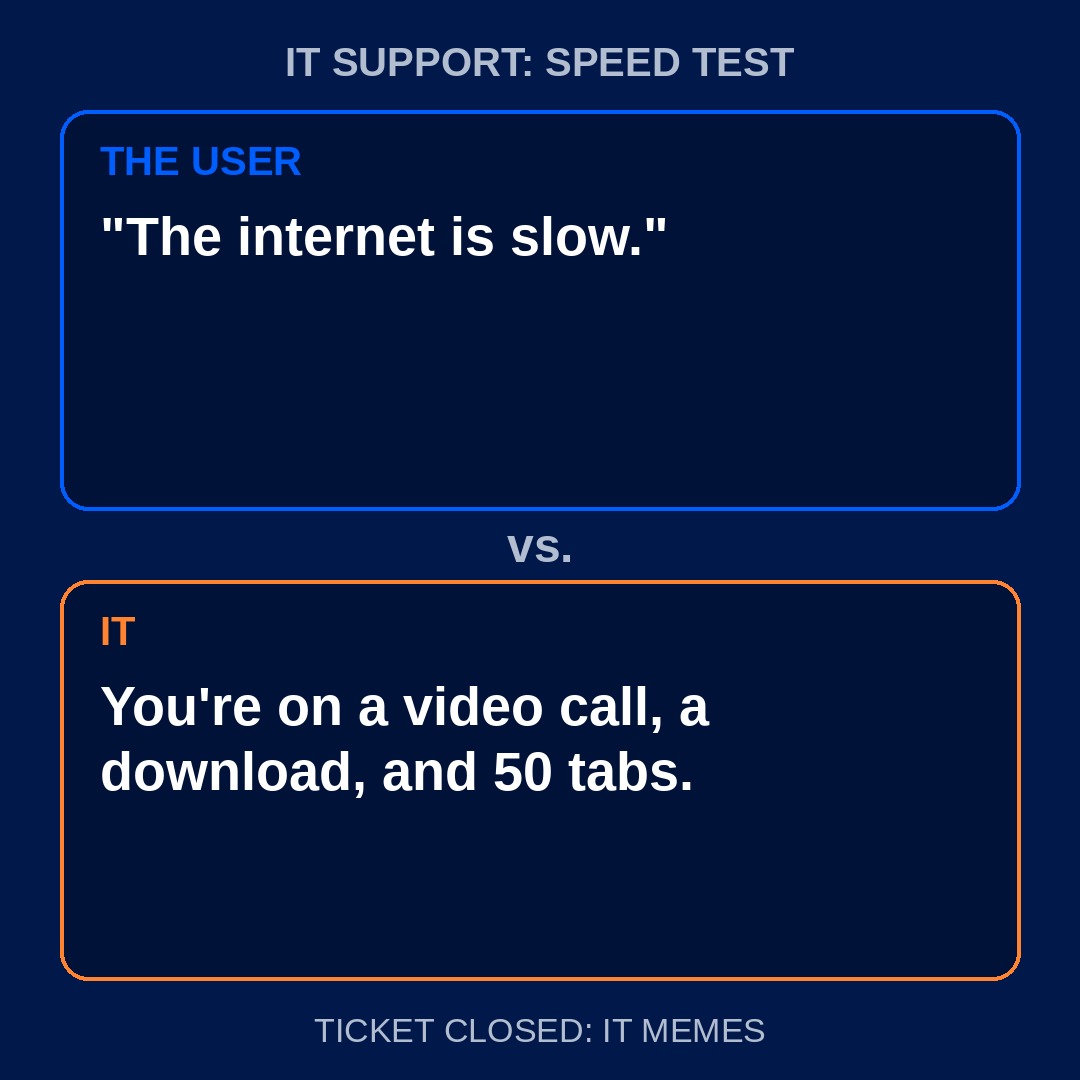 IT SUPPORT: SPEED TEST
THE USER
"The internet is slow."
vs.
IT
You're on a video call, a
download, and 50 tabs.
TICKET CLOSED: IT MEMES